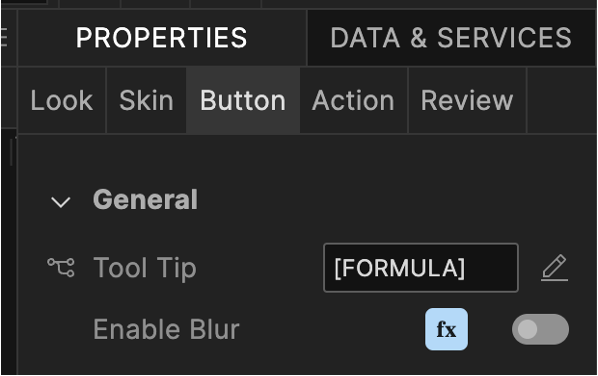 PROPERTIES DATA & SERVICES
Look Skin Button Action Review
General
Tool Tip [FORMULA]
Enable Blur fx